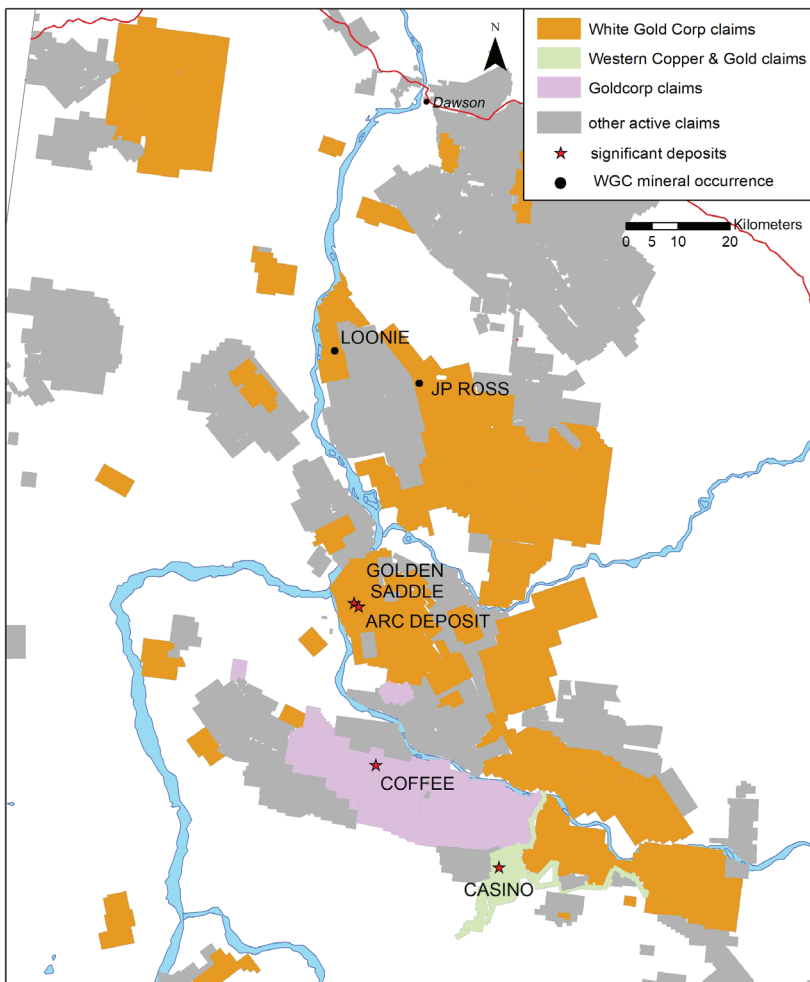 White Gold Corp claims
Western Copper & Gold claims
Goldcorp claims
other active claims
significant deposits
WGC mineral occurrence
N
Dawson
Kilometers
0 5 10 20
LOONIE
JP ROSS
GOLDEN
SADDLE
ARC DEPOSIT
COFFEE
CASINO